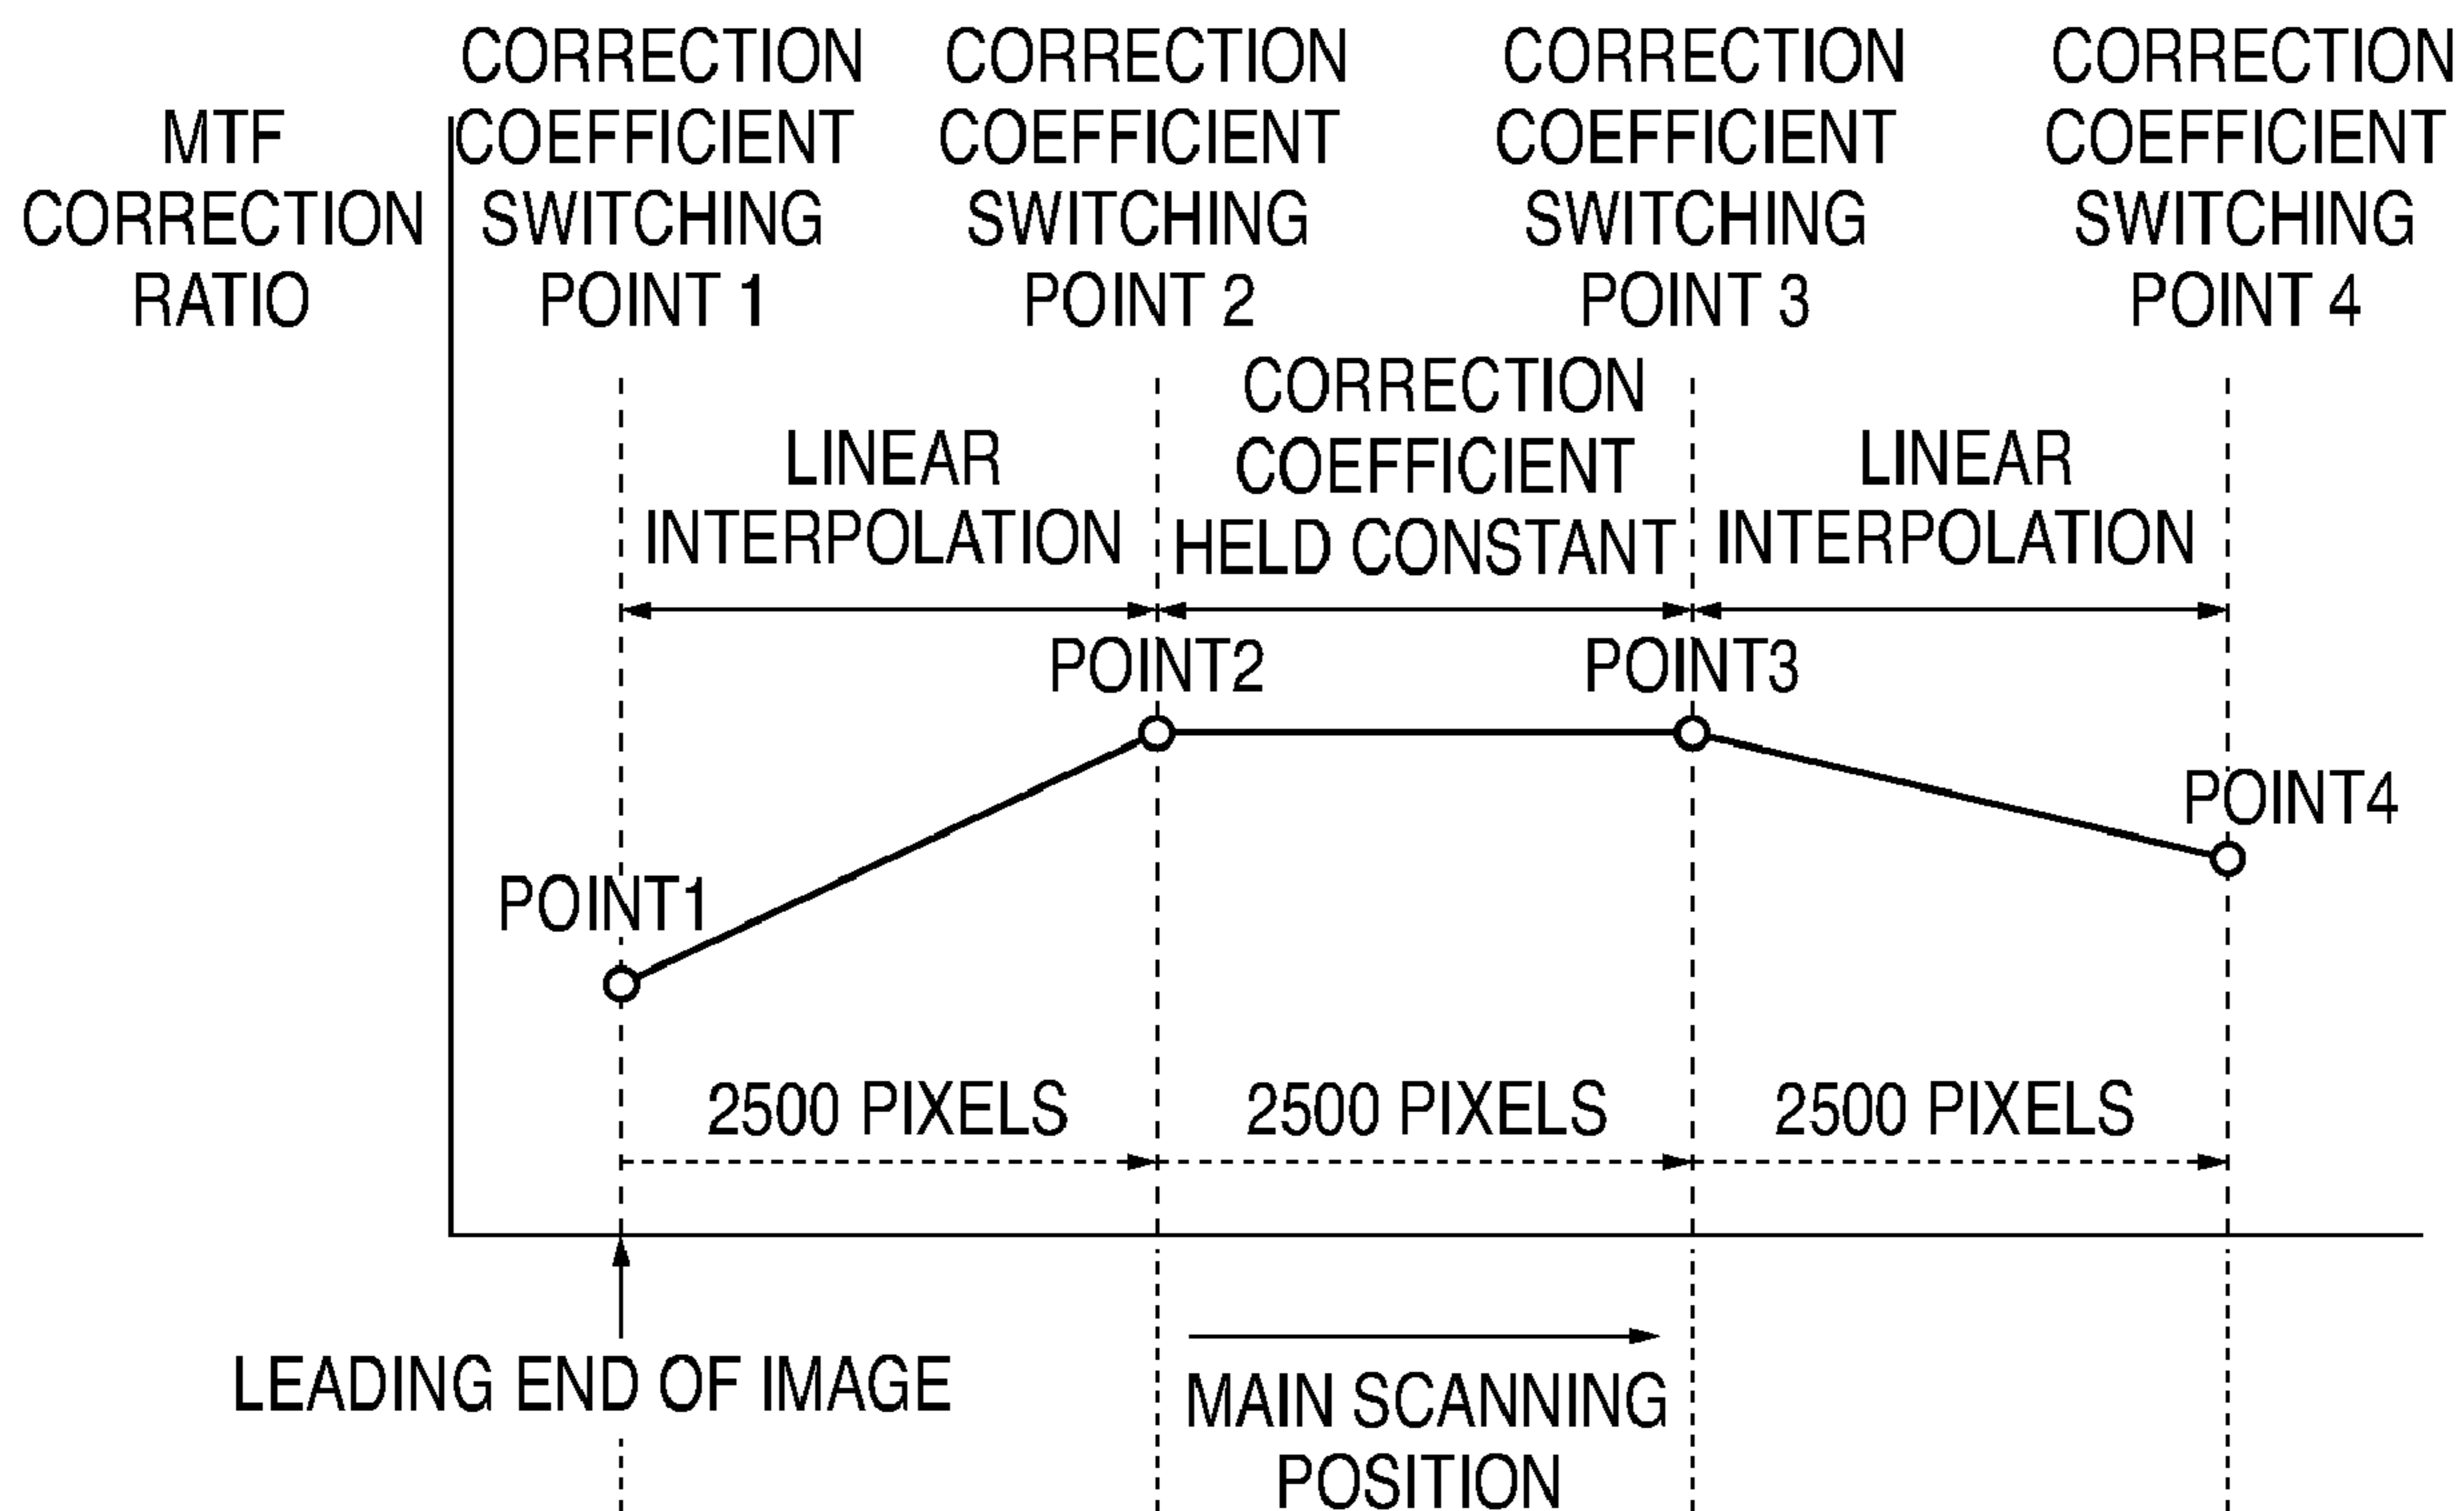 MTF
CORRECTION
RATIO
CORRECTION
COEFFICIENT
SWITCHING
POINT 1
CORRECTION
COEFFICIENT
SWITCHING
POINT 2
CORRECTION
COEFFICIENT
SWITCHING
POINT 3
CORRECTION
COEFFICIENT
SWITCHING
POINT 4
LINEAR
INTERPOLATION
CORRECTION
COEFFICIENT
HELD CONSTANT
LINEAR
INTERPOLATION
POINT1
POINT2
POINT3
POINT4
2500 PIXELS
2500 PIXELS
2500 PIXELS
LEADING END OF IMAGE
MAIN SCANNING
POSITION